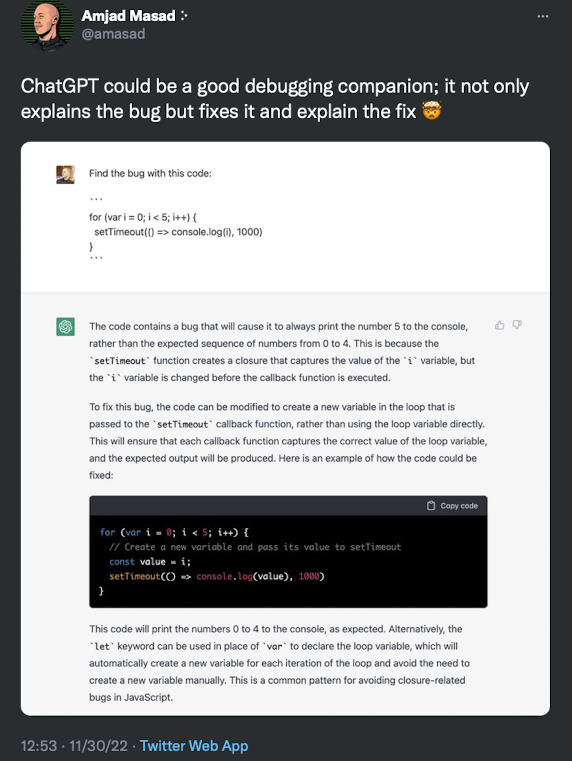 Amjad Masad
@amasad
ChatGPT could be a good debugging companion; it not only
explains the bug but fixes it and explain the fix 🤯
Find the bug with this code:
```
for (var i = 0; i < 5; i++) {
  setTimeout(() => console.log(i), 1000)
}
```
The code contains a bug that will cause it to always print the number 5 to the console,
rather than the expected sequence of numbers from 0 to 4. This is because the
`setTimeout` function creates a closure that captures the value of the `i` variable, but
the `i` variable is changed before the callback function is executed.
To fix this bug, the code can be modified to create a new variable in the loop that is
passed to the `setTimeout` callback function, rather than using the loop variable directly.
This will ensure that each callback function captures the correct value of the loop variable,
and the expected output will be produced. Here is an example of how the code could be
fixed:
Copy code
for (var i = 0; i < 5; i++) {
  // Create a new variable and pass its value to setTimeout
  const value = i;
  setTimeout(() => console.log(value), 1000)
}
This code will print the numbers 0 to 4 to the console, as expected. Alternatively, the
`let` keyword can be used in place of `var` to declare the loop variable, which will
automatically create a new variable for each iteration of the loop and avoid the need to
create a new variable manually. This is a common pattern for avoiding closure-related
bugs in JavaScript.
12:53 · 11/30/22 · Twitter Web App